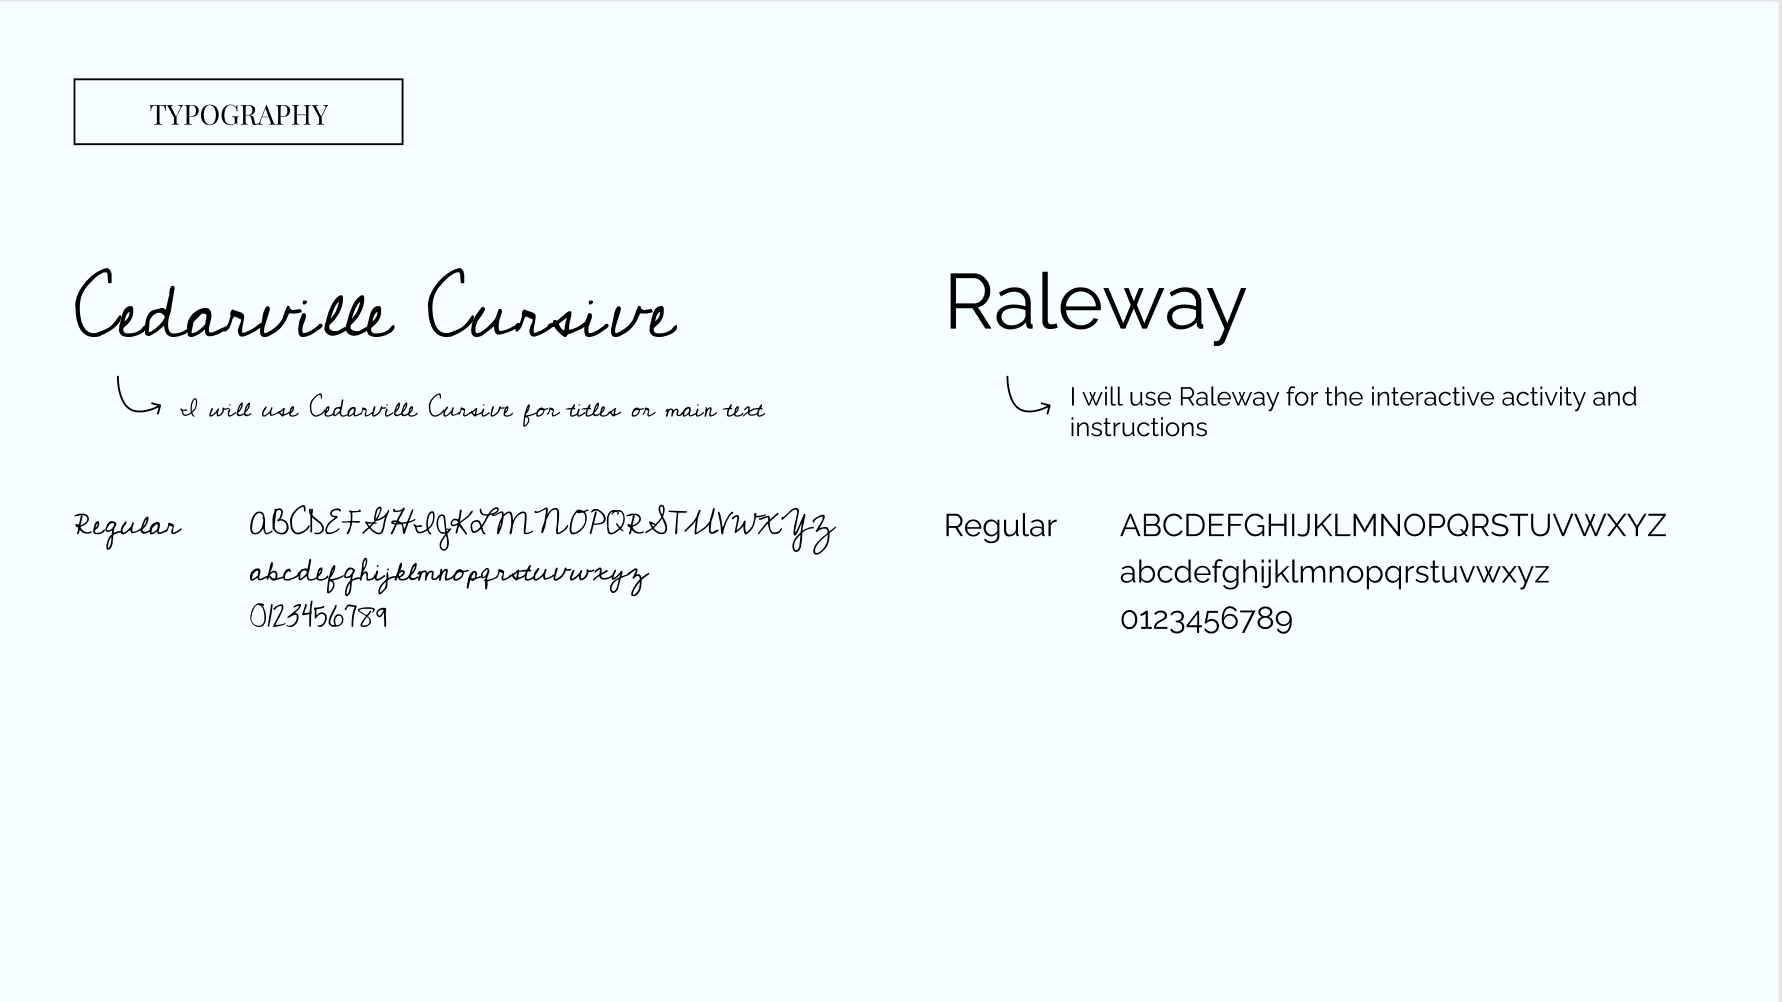 TYPOGRAPHY
Cedarville Cursive
I will use Cedarville Cursive for titles or main text
Regular
ABCDEFGHIJKLMNOPQRSTUVWXYZ
abcdefghijklmnopqrstuvwxyz
0123456789
Raleway
I will use Raleway for the interactive activity and
instructions
Regular
ABCDEFGHIJKLMNOPQRSTUVWXYZ
abcdefghijklmnopqrstuvwxyz
0123456789